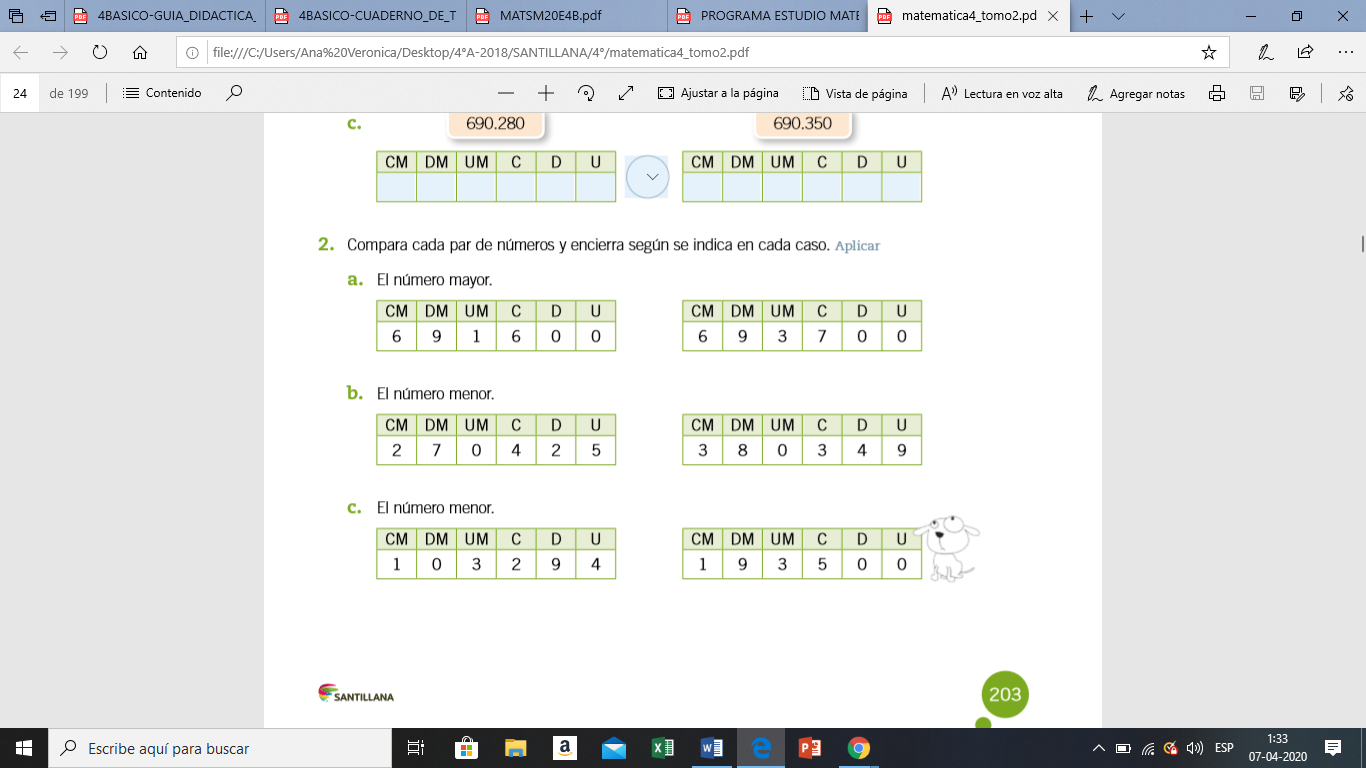 4BASICO-GUIA_DIDACTICA_ 4BASICO-CUADERNO_DE_T MATSM20E4B.pdf PROGRAMA ESTUDIO MATE matematica4_tomo2.pd
file:///C:/Users/Ana%20Veronica/Desktop/4°A-2018/SANTILLANA/4°/matematica4_tomo2.pdf
24 de 199 Contenido Ajustar a la página Vista de página Lectura en voz alta Agregar notas
c. 690.280 690.350
CM DM UM C D U CM DM UM C D U
2. Compara cada par de números y encierra según se indica en cada caso. Aplicar
a. El número mayor.
CM DM UM C D U CM DM UM C D U
6 9 1 6 0 0 6 9 3 7 0 0
b. El número menor.
CM DM UM C D U CM DM UM C D U
2 7 0 4 2 5 3 8 0 3 4 9
c. El número menor.
CM DM UM C D U CM DM UM C D U
1 0 3 2 9 4 1 9 3 5 0 0
SANTILLANA
203
Escribe aquí para buscar
ESP
1:33
07-04-2020